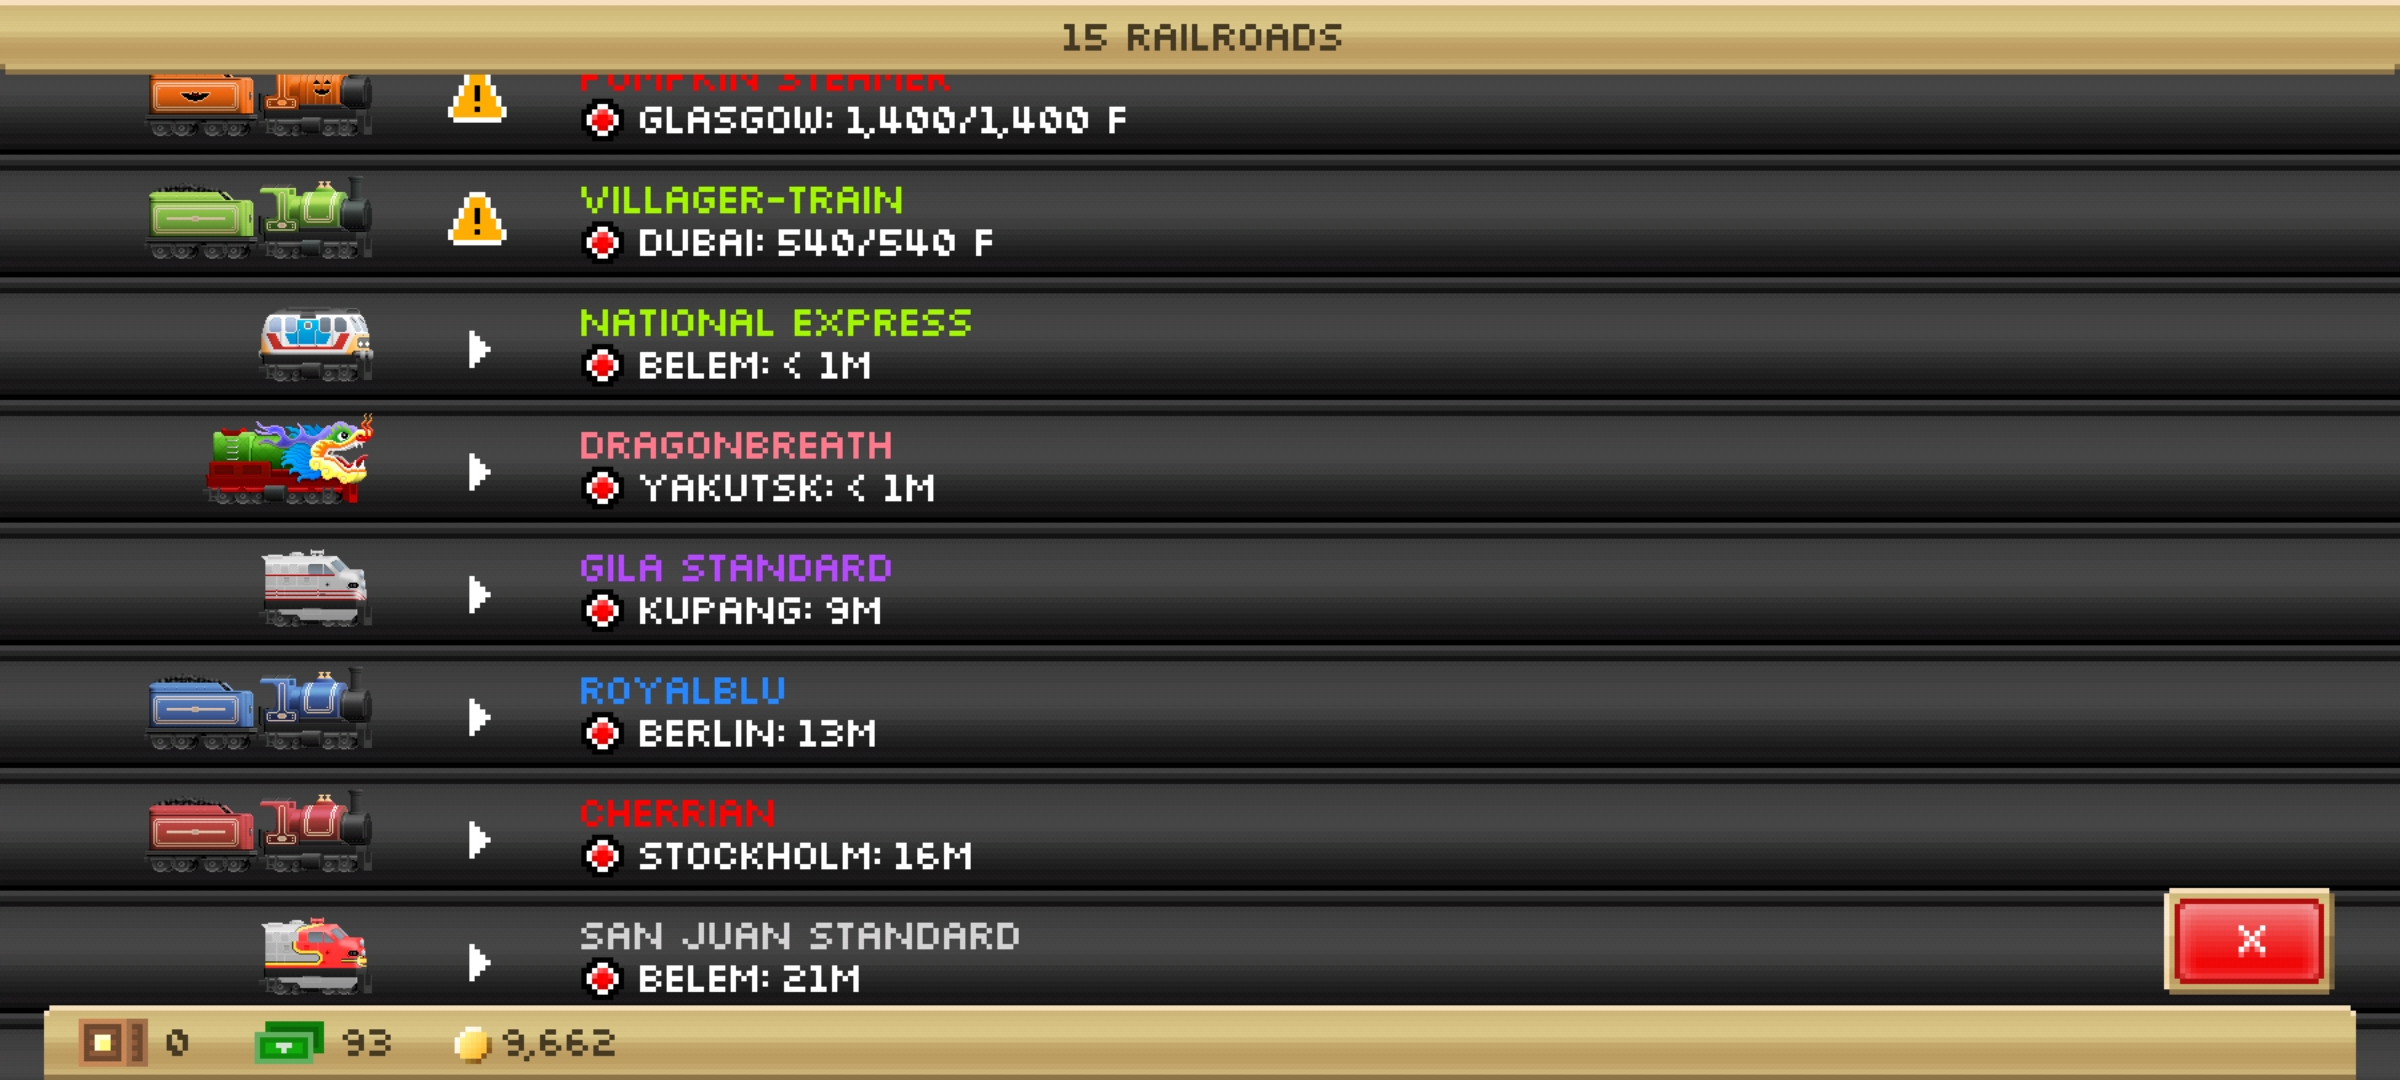 15 RAILROADS
PUMPKIN STEAMER
GLASGOW: 1,400/1,400 F
VILLAGER-TRAIN
DUBAI: 540/540 F
NATIONAL EXPRESS
BELEM: < 1M
DRAGONBREATH
YAKUTSK: < 1M
GILA STANDARD
KUPANG: 9M
ROYALBLU
BERLIN: 13M
CHERRIAN
STOCKHOLM: 16M
SAN JUAN STANDARD
BELEM: 21M
X
0 93 9,662